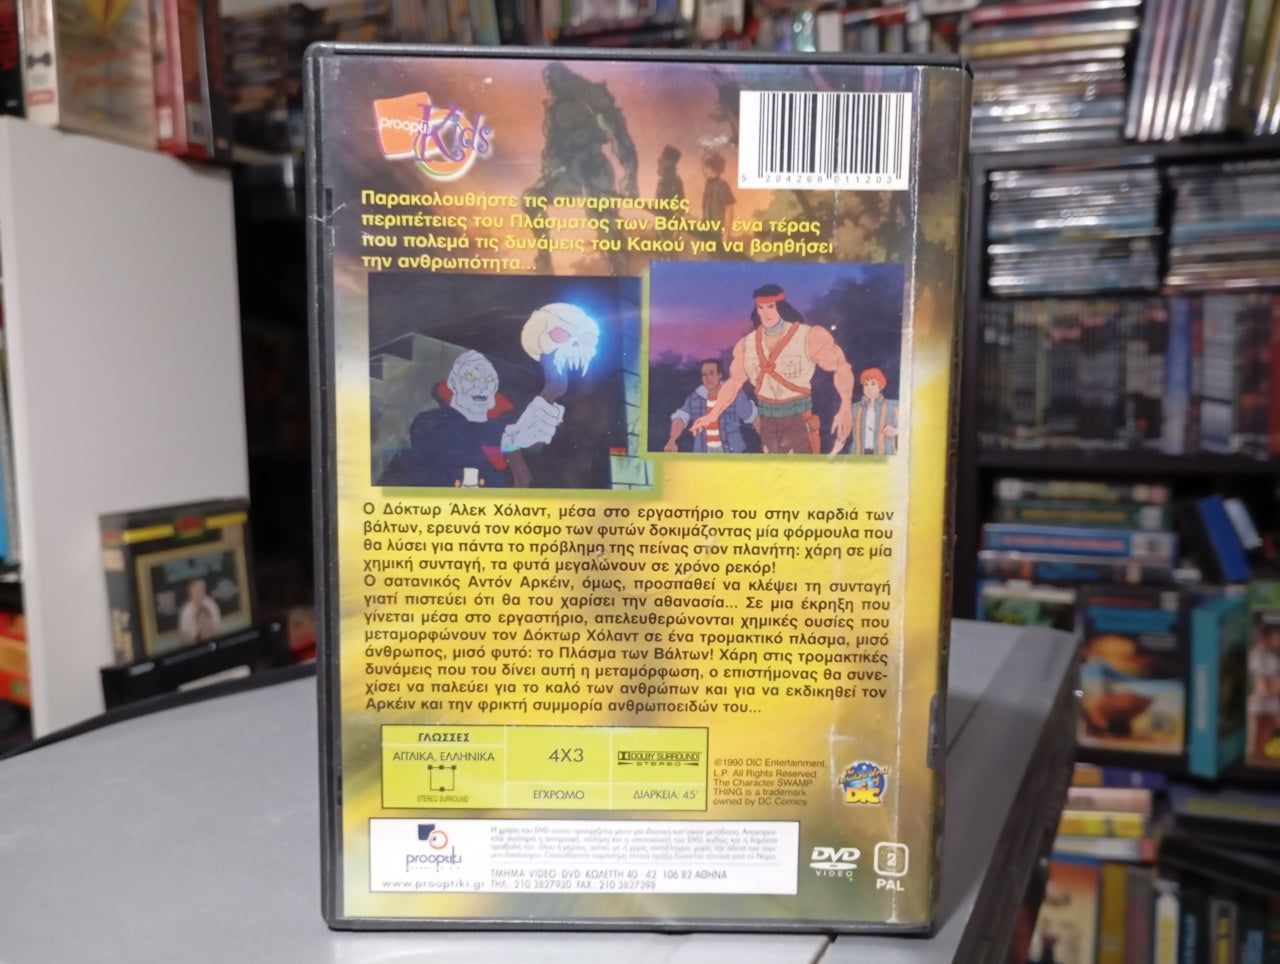 prooptiKids
5 204268 011203
Παρακολουθήστε τις συναρπαστικές
περιπέτειες του Πλάσματος των Βάλτων, ένα τέρας
που πολεμά τις δυνάμεις του Κακού για να βοηθήσει
την ανθρωπότητα...
Ο Δόκτωρ Άλεκ Χόλαντ, μέσα στο εργαστήριο του στην καρδιά των
βάλτων, ερευνά τον κόσμο των φυτών δοκιμάζοντας μία φόρμουλα που
θα λύσει για πάντα το πρόβλημα της πείνας στον πλανήτη: χάρη σε μία
χημική συνταγή, τα φυτά μεγαλώνουν σε χρόνο ρεκόρ!
Ο σατανικός Αντόν Αρκέιν, όμως, προσπαθεί να κλέψει τη συνταγή
γιατί πιστεύει ότι θα του χαρίσει την αθανασία... Σε μια έκρηξη που
γίνεται μέσα στο εργαστήριο, απελευθερώνονται χημικές ουσίες που
μεταμορφώνουν τον Δόκτωρ Χόλαντ σε ένα τρομακτικό πλάσμα, μισό
άνθρωπος, μισό φυτό: το Πλάσμα των Βάλτων! Χάρη στις τρομακτικές
δυνάμεις που του δίνει αυτή η μεταμόρφωση, ο επιστήμονας θα συνε-
χίσει να παλεύει για το καλό των ανθρώπων και για να εκδικηθεί τον
Αρκέιν και την φρικτή συμμορία ανθρωποειδών του...
ΓΛΩΣΣΕΣ
ΑΓΓΛΙΚΑ, ΕΛΛΗΝΙΚΑ
STEREO SURROUND
4X3
ΕΓΧΡΩΜΟ
DOLBY SURROUND
STEREO
ΔΙΑΡΚΕΙΑ: 45'
©1990 DIC Entertainment,
L.P. All Rights Reserved.
The Character SWAMP
THING is a trademark
owned by DC Comics
The Incredible World of
DIC
prooptiki
www.prooptiki.gr
ΤΜΗΜΑ VIDEO DVD: ΚΩΛΕΤΤΗ 40 - 42 106 82 ΑΘΗΝΑ
ΤΗΛ. 210 3827930 FAX: 210 3827398
DVD
VIDEO
2
PAL